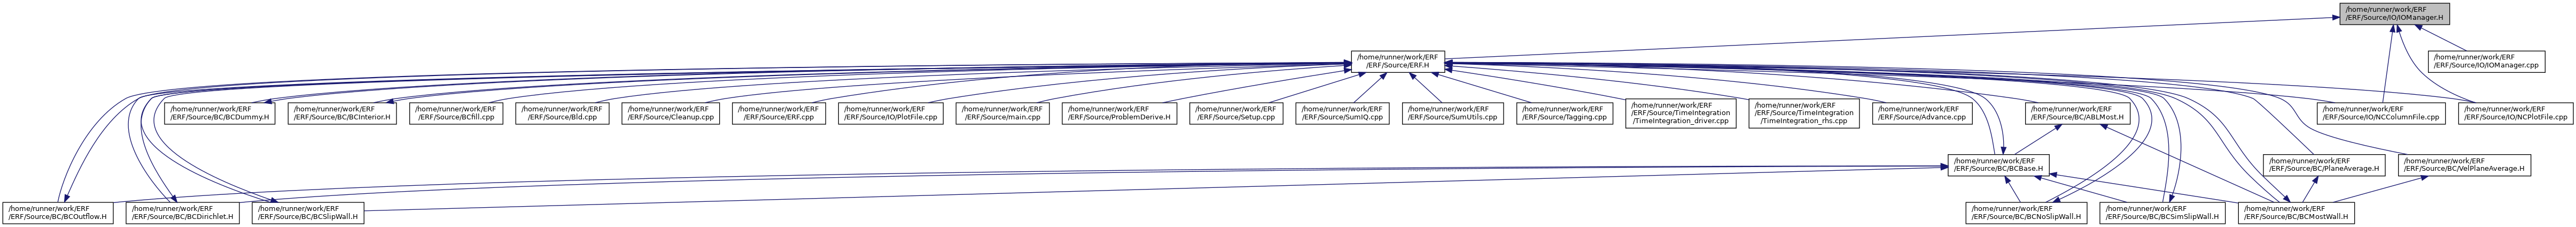 /home/runner/work/ERF
/ERF/Source/IO/IOManager.H
/home/runner/work/ERF
/ERF/Source/ERF.H
/home/runner/work/ERF
/ERF/Source/IO/IOManager.cpp
/home/runner/work/ERF
/ERF/Source/BC/BCDummy.H
/home/runner/work/ERF
/ERF/Source/BC/BCInterior.H
/home/runner/work/ERF
/ERF/Source/BCfill.cpp
/home/runner/work/ERF
/ERF/Source/Bld.cpp
/home/runner/work/ERF
/ERF/Source/Cleanup.cpp
/home/runner/work/ERF
/ERF/Source/ERF.cpp
/home/runner/work/ERF
/ERF/Source/IO/PlotFile.cpp
/home/runner/work/ERF
/ERF/Source/main.cpp
/home/runner/work/ERF
/ERF/Source/ProblemDerive.H
/home/runner/work/ERF
/ERF/Source/Setup.cpp
/home/runner/work/ERF
/ERF/Source/SumIQ.cpp
/home/runner/work/ERF
/ERF/Source/SumUtils.cpp
/home/runner/work/ERF
/ERF/Source/Tagging.cpp
/home/runner/work/ERF
/ERF/Source/TimeIntegration
/TimeIntegration_driver.cpp
/home/runner/work/ERF
/ERF/Source/TimeIntegration
/TimeIntegration_rhs.cpp
/home/runner/work/ERF
/ERF/Source/Advance.cpp
/home/runner/work/ERF
/ERF/Source/BC/ABLMost.H
/home/runner/work/ERF
/ERF/Source/IO/NCColumnFile.cpp
/home/runner/work/ERF
/ERF/Source/IO/NCPlotFile.cpp
/home/runner/work/ERF
/ERF/Source/BC/BCBase.H
/home/runner/work/ERF
/ERF/Source/BC/PlaneAverage.H
/home/runner/work/ERF
/ERF/Source/BC/VelPlaneAverage.H
/home/runner/work/ERF
/ERF/Source/BC/BCOutflow.H
/home/runner/work/ERF
/ERF/Source/BC/BCDirichlet.H
/home/runner/work/ERF
/ERF/Source/BC/BCSlipWall.H
/home/runner/work/ERF
/ERF/Source/BC/BCNoSlipWall.H
/home/runner/work/ERF
/ERF/Source/BC/BCSimSlipWall.H
/home/runner/work/ERF
/ERF/Source/BC/BCMostWall.H